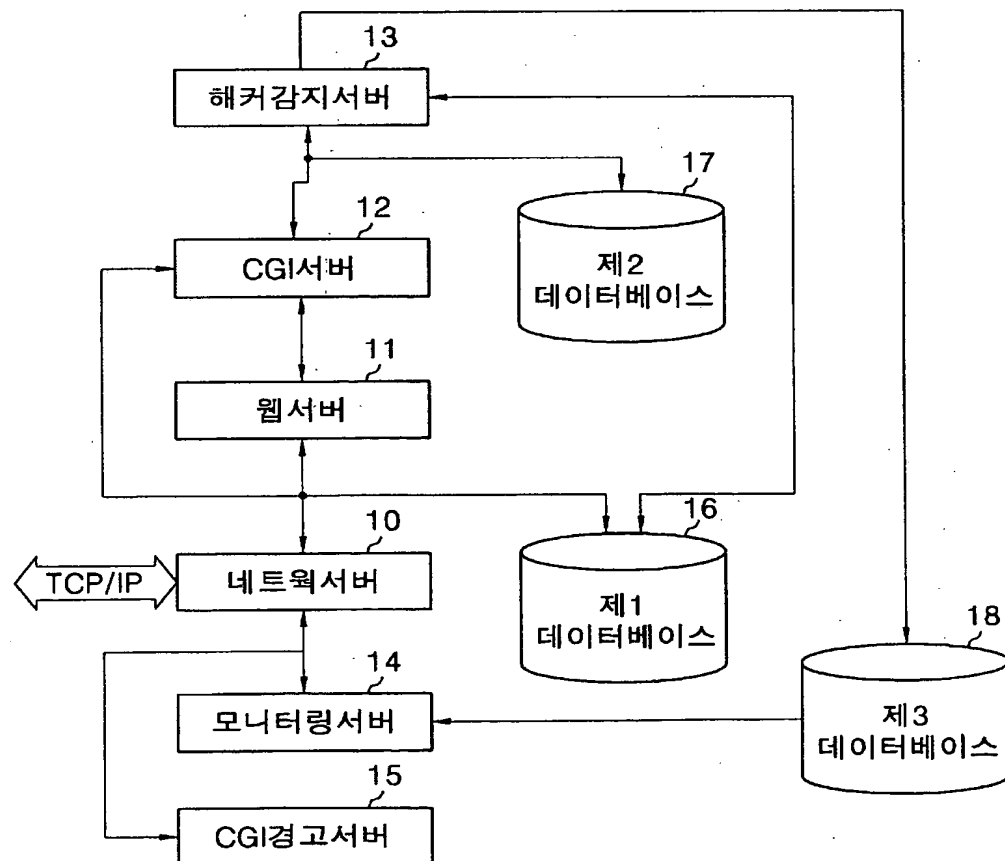 13
해커감지서버
17
제2
데이터베이스
12
CGI서버
11
웹서버
10
네트웍서버
TCP/IP
16
제1
데이터베이스
14
모니터링서버
18
제3
데이터베이스
15
CGI경고서버